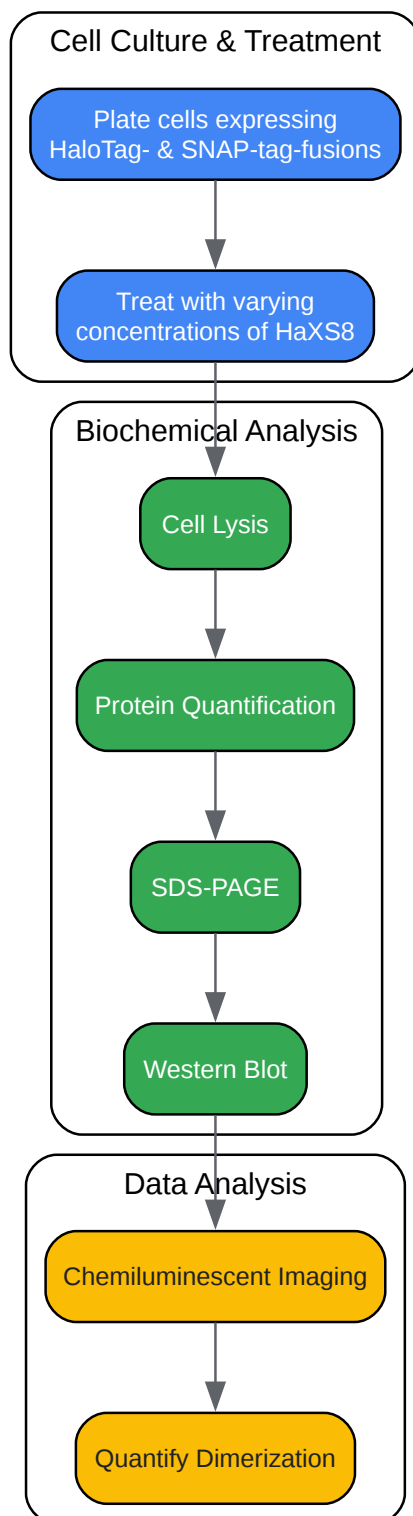 Cell Culture & Treatment
Plate cells expressing
HaloTag- & SNAP-tag-fusions
Treat with varying
concentrations of HaXS8
Biochemical Analysis
Cell Lysis
Protein Quantification
SDS-PAGE
Western Blot
Data Analysis
Chemiluminescent Imaging
Quantify Dimerization